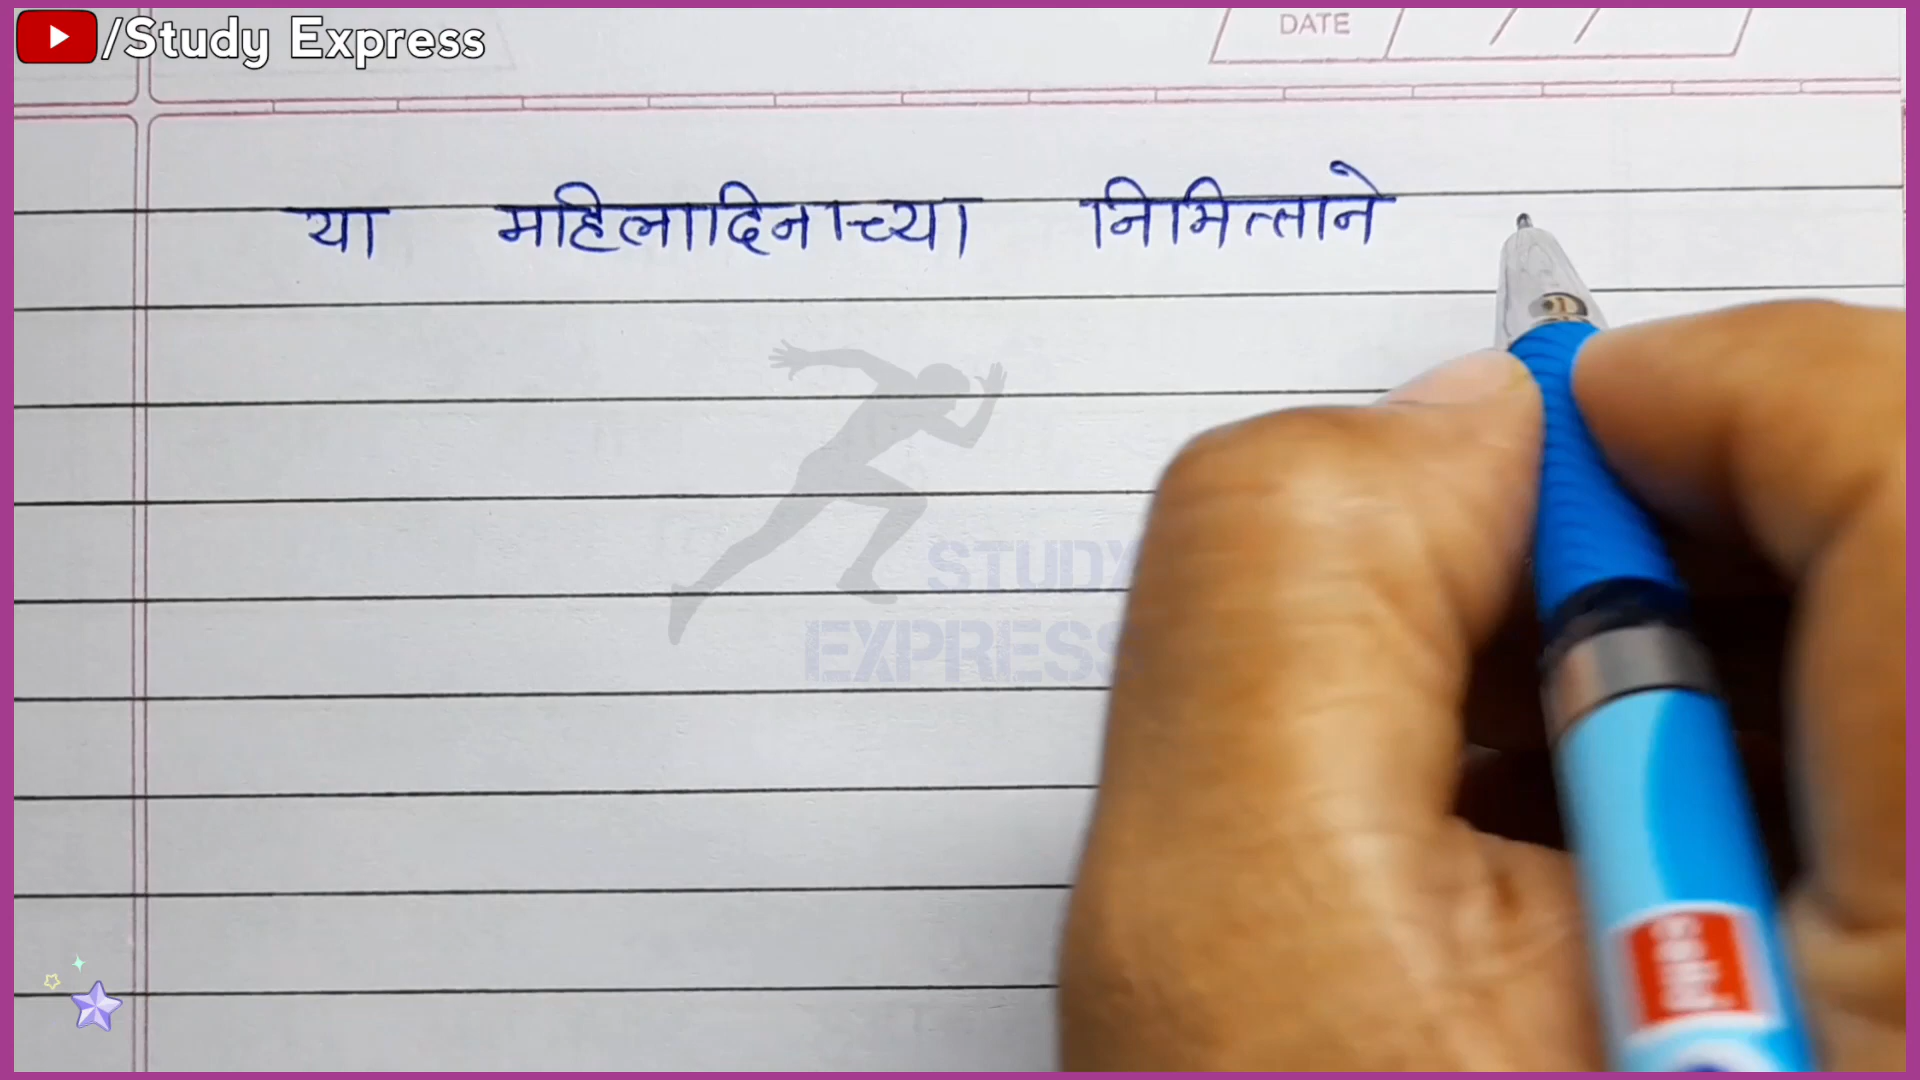 /Study Express
DATE / /
या महिलादिनाच्या निमित्ताने
STUDY
EXPRESS